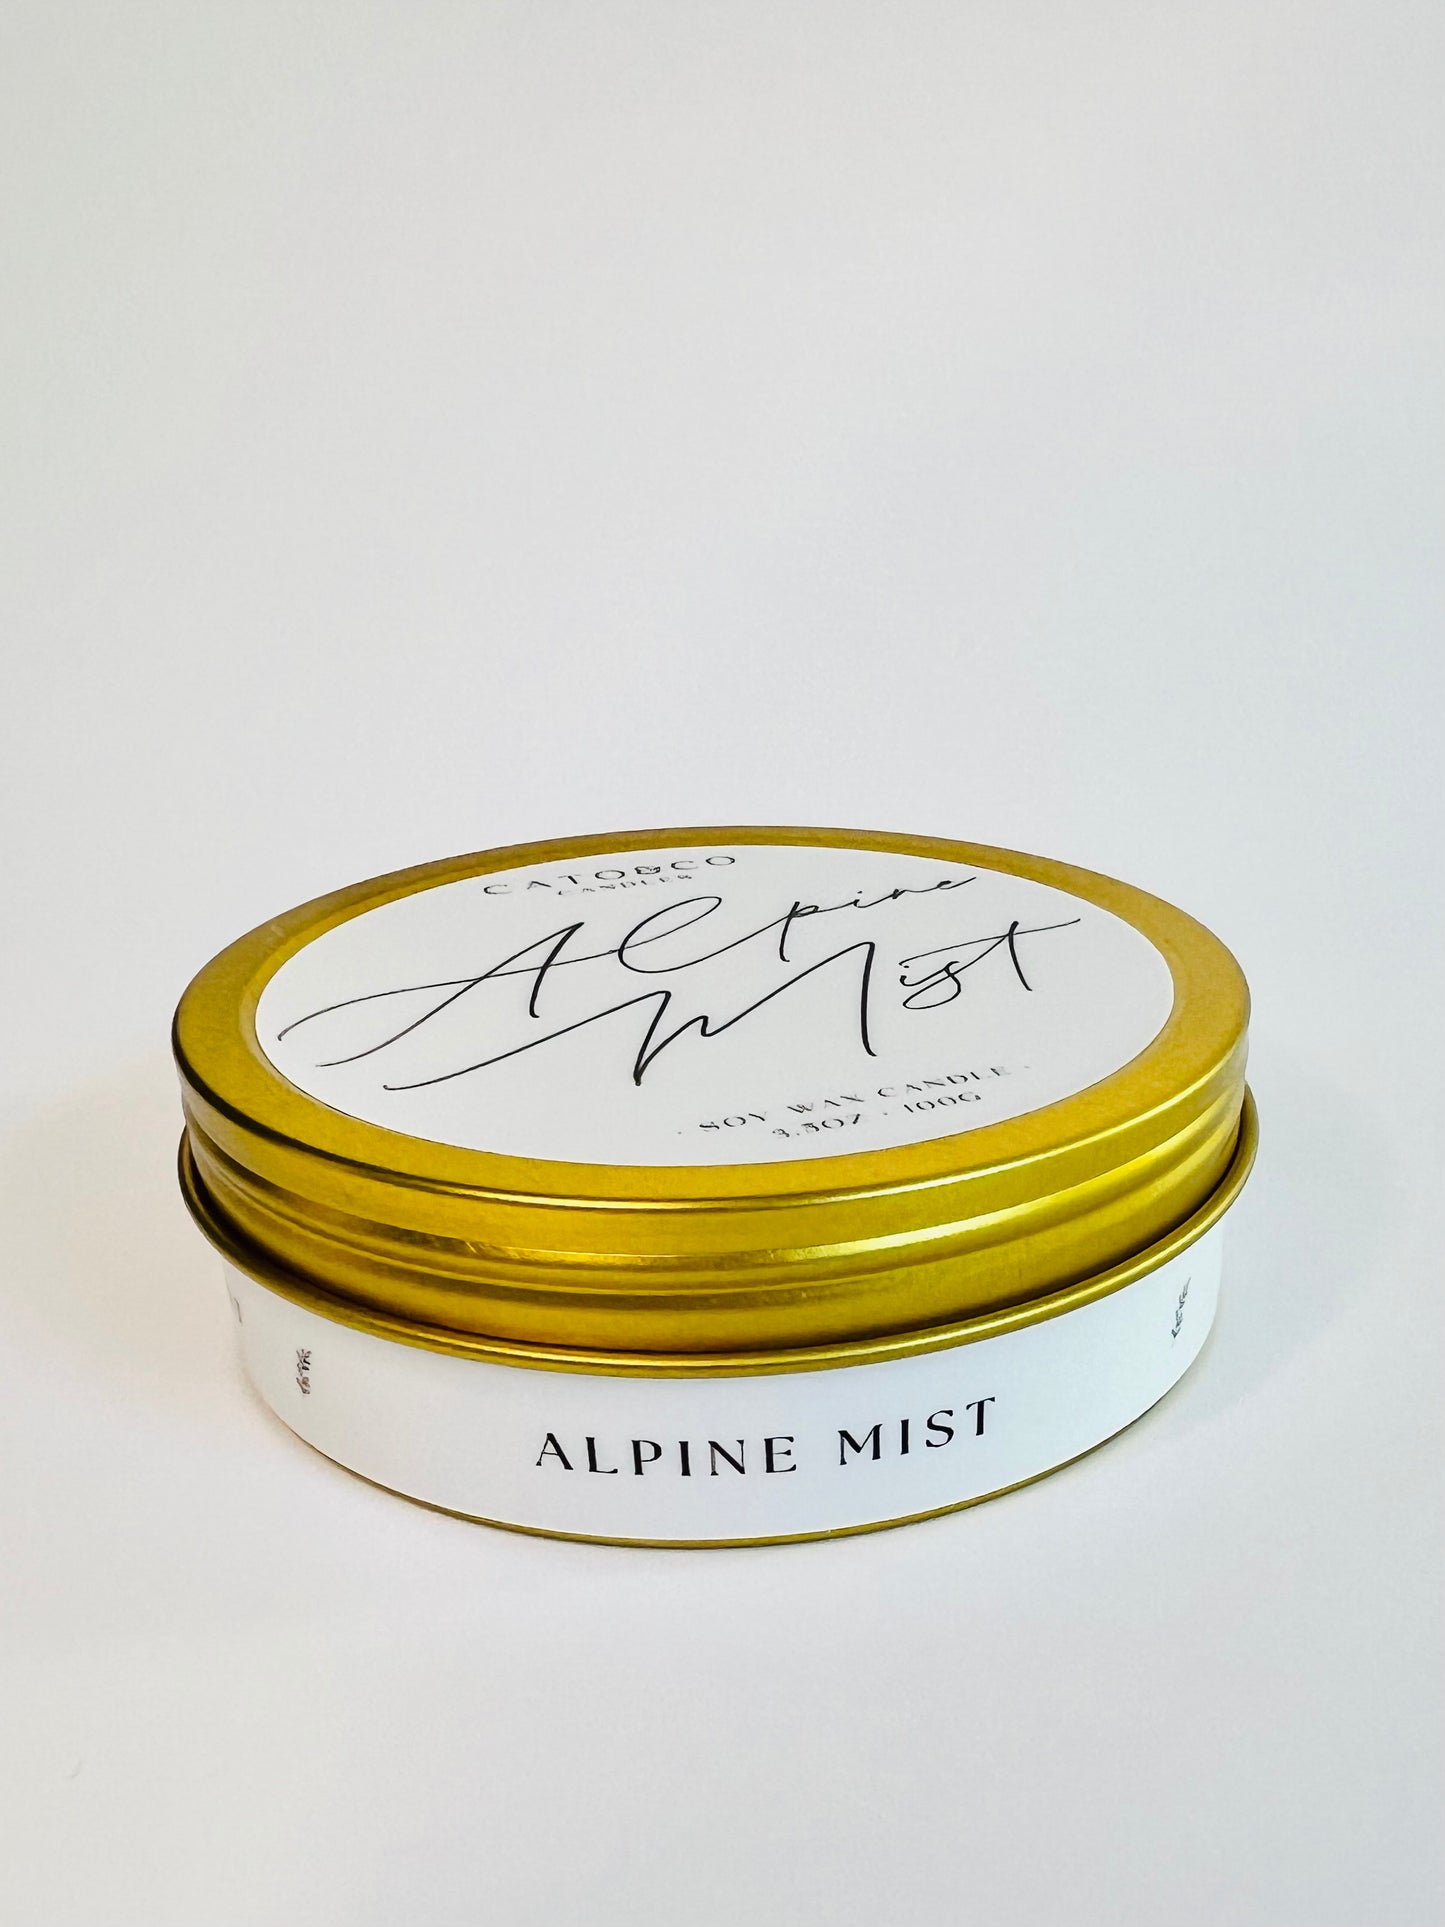 CATO&CO
CANDLES
Alpine
Mist
· SOY WAX CANDLE ·
3.5OZ · 100G
ALPINE MIST